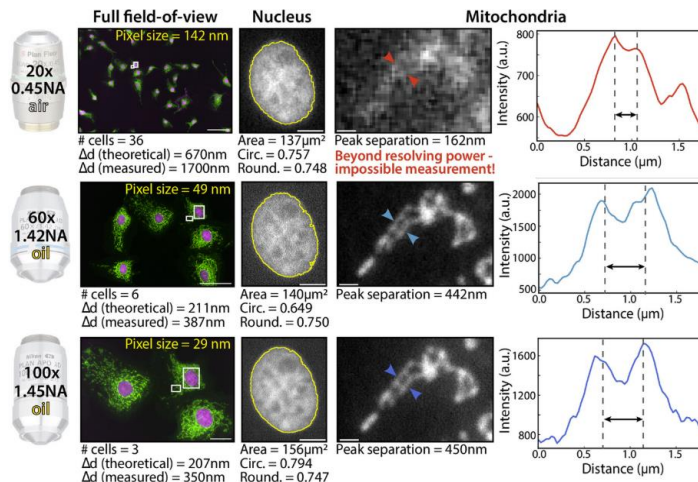 Full field-of-view
Nucleus
Mitochondria
20x
0.45NA
air
Pixel size = 142 nm
# cells = 36
Δd (theoretical) = 670nm
Δd (measured) = 1700nm
Area = 137µm²
Circ. = 0.757
Round. = 0.748
Peak separation = 162nm
Beyond resolving power -
impossible measurement!
Intensity (a.u.)
800
700
600
0.0 0.5 1.0 1.5
Distance (µm)
60x
1.42NA
oil
Pixel size = 49 nm
# cells = 6
Δd (theoretical) = 211nm
Δd (measured) = 387nm
Area = 140µm²
Circ. = 0.649
Round. = 0.750
Peak separation = 442nm
Intensity (a.u.)
2000
1500
1000
500
0.0 0.5 1.0 1.5
Distance (µm)
100x
1.45NA
oil
Pixel size = 29 nm
# cells = 3
Δd (theoretical) = 207nm
Δd (measured) = 350nm
Area = 156µm²
Circ. = 0.794
Round. = 0.747
Peak separation = 450nm
Intensity (a.u.)
1600
1200
800
0.0 0.5 1.0 1.5
Distance (µm)